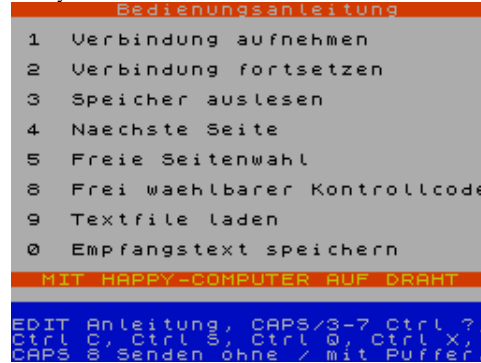 Bedienungsanleitung
1 Verbindung aufnehmen
2 Verbindung fortsetzen
3 Speicher auslesen
4 Naechste Seite
5 Freie Seitenwahl
8 Frei waehlbarer Kontrollcode
9 Textfile laden
0 Empfangstext speichern
MIT HAPPY-COMPUTER AUF DRAHT
EDIT Anleitung, CAPS/3-7 Ctrl ?,
Ctrl C, Ctrl S, Ctrl Q, Ctrl X,
CAPS 8 Senden ohne / mit Puffer